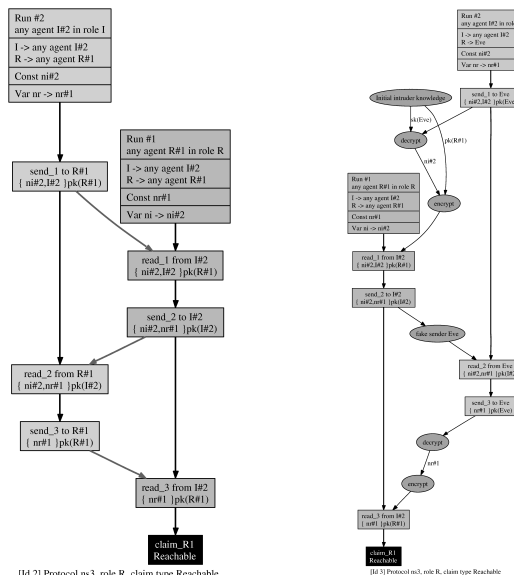 Run #2
any agent I#2 in role I
I -> any agent I#2
R -> any agent R#1
Const ni#2
Var nr -> nr#1
Run #1
any agent R#1 in role R
I -> any agent I#2
R -> any agent R#1
Const nr#1
Var ni -> ni#2
send_1 to R#1
{ ni#2,I#2 }pk(R#1)
read_1 from I#2
{ ni#2,I#2 }pk(R#1)
send_2 to I#2
{ ni#2,nr#1 }pk(I#2)
read_2 from R#1
{ ni#2,nr#1 }pk(I#2)
send_3 to R#1
{ nr#1 }pk(R#1)
read_3 from I#2
{ nr#1 }pk(R#1)
claim_R1
Reachable
[Id 2] Protocol ns3, role R, claim type Reachable
Run #2
any agent I#2 in role
I -> any agent I#2
R -> Eve
Const ni#2
Var nr -> nr#1
send_1 to Eve
{ ni#2,I#2 }pk(Eve)
Initial intruder knowledge
sk(Eve)
pk(R#1)
decrypt
ni#2
encrypt
Run #1
any agent R#1 in role R
I -> any agent I#2
R -> any agent R#1
Const nr#1
Var ni -> ni#2
read_1 from I#2
{ ni#2,I#2 }pk(R#1)
send_2 to I#2
{ ni#2,nr#1 }pk(I#2)
fake sender Eve
read_2 from Eve
{ ni#2,nr#1 }pk(I#2
send_3 to Eve
{ nr#1 }pk(Eve)
decrypt
nr#1
encrypt
read_3 from I#2
{ nr#1 }pk(R#1)
claim_R1
Reachable
[Id 3] Protocol ns3, role R, claim type Reachable